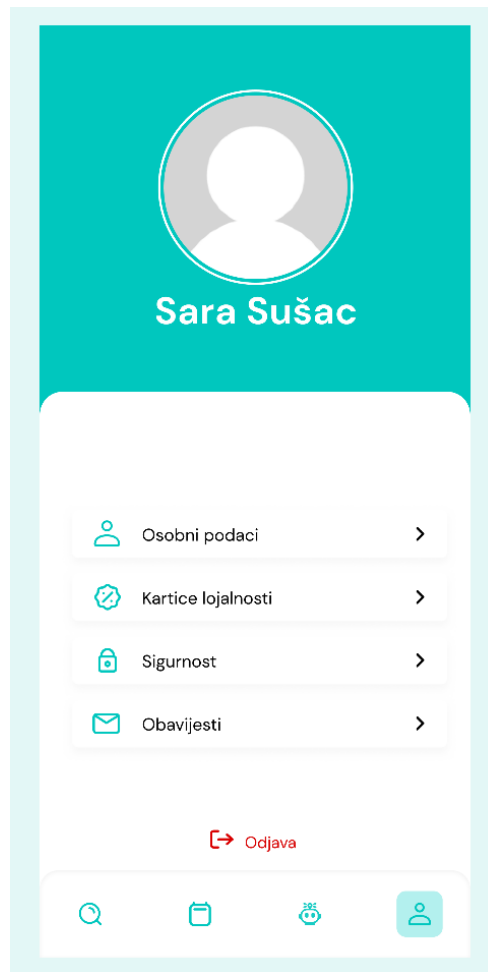 Sara Sušac
Osobni podaci
Kartice lojalnosti
Sigurnost
Obavijesti
Odjava